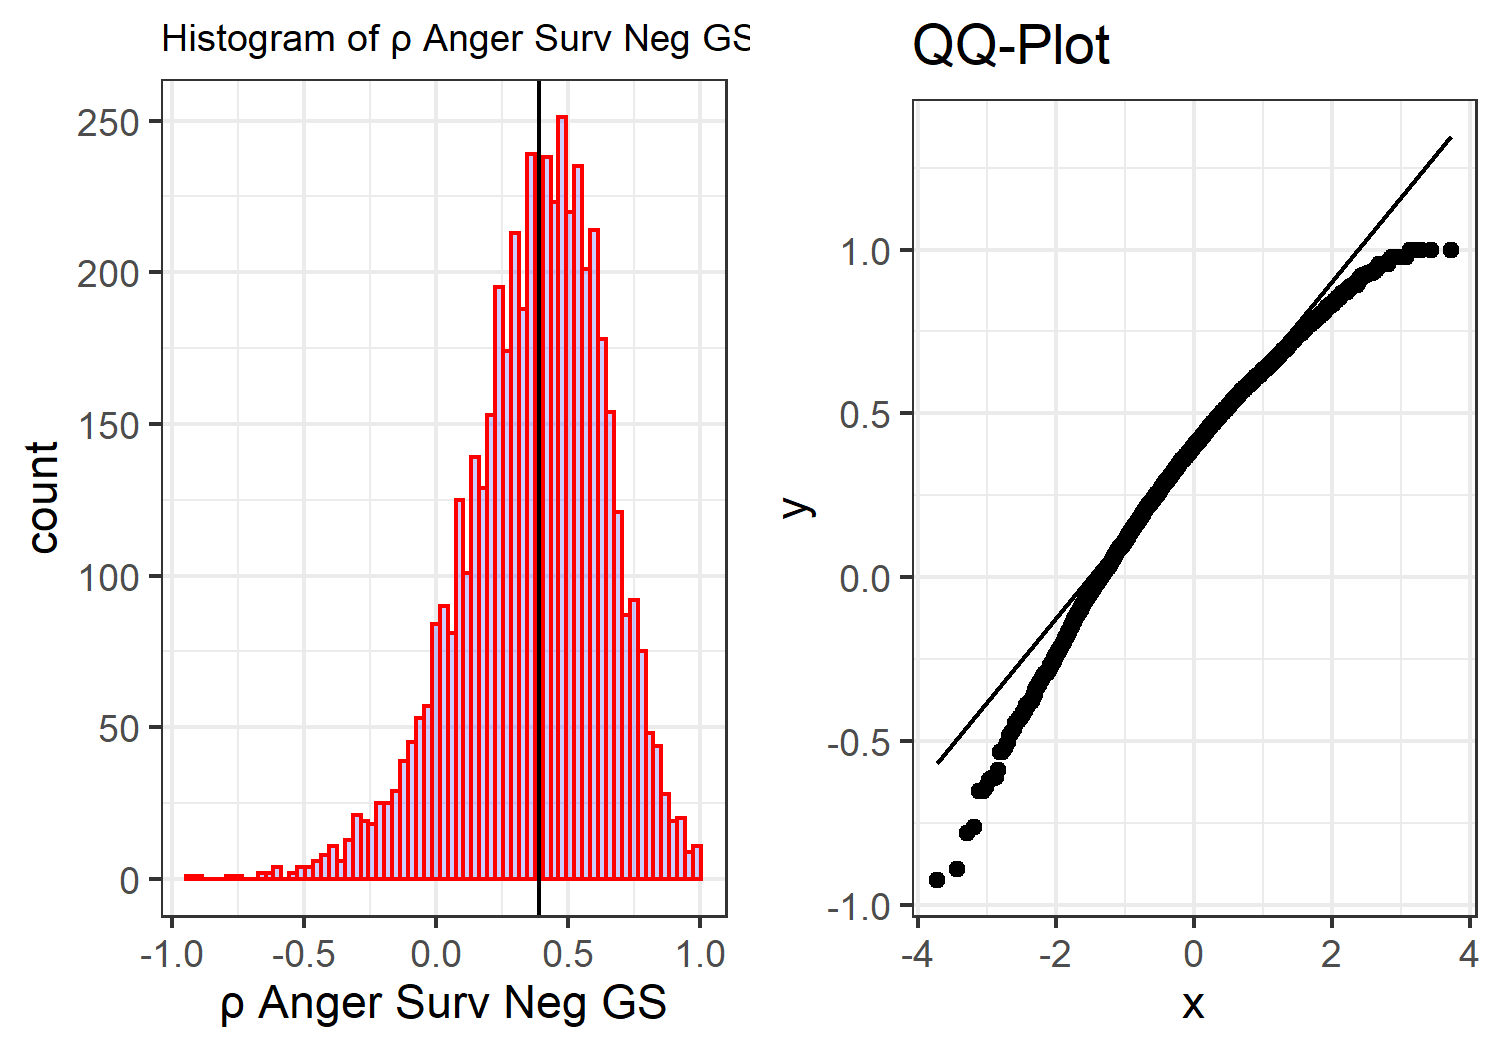 Histogram of ρ Anger Surv Neg GS
250
200
150
100
50
0
count
-1.0 -0.5 0.0 0.5 1.0
ρ Anger Surv Neg GS
QQ-Plot
1.0
0.5
0.0
-0.5
-1.0
y
-4 -2 0 2 4
x